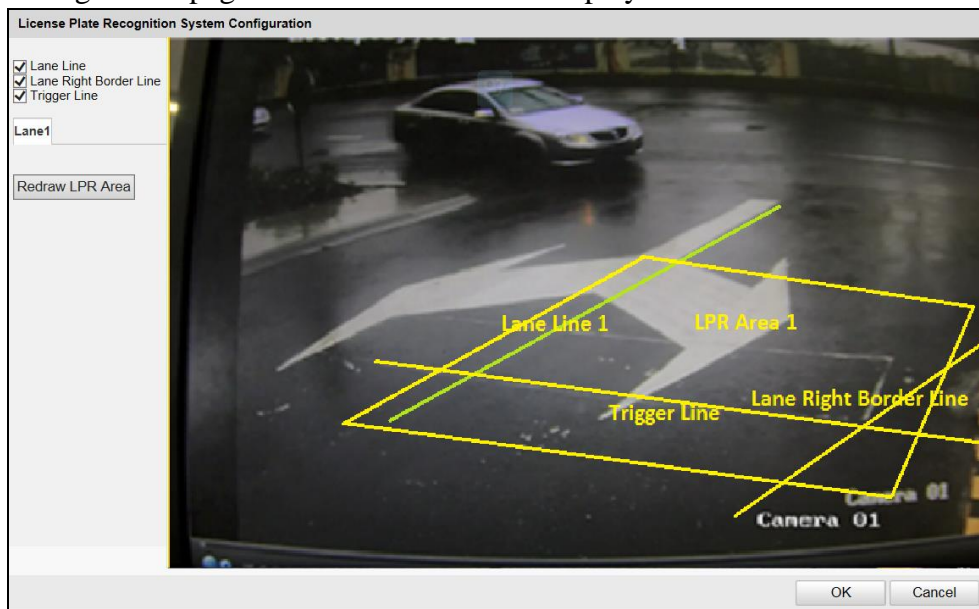 License Plate Recognition System Configuration
Lane Line
Lane Right Border Line
Trigger Line
Lane1
Redraw LPR Area
Lane Line 1
LPR Area 1
Lane Right Border Line
Trigger Line
Camera 01
Camera 01
OK
Cancel